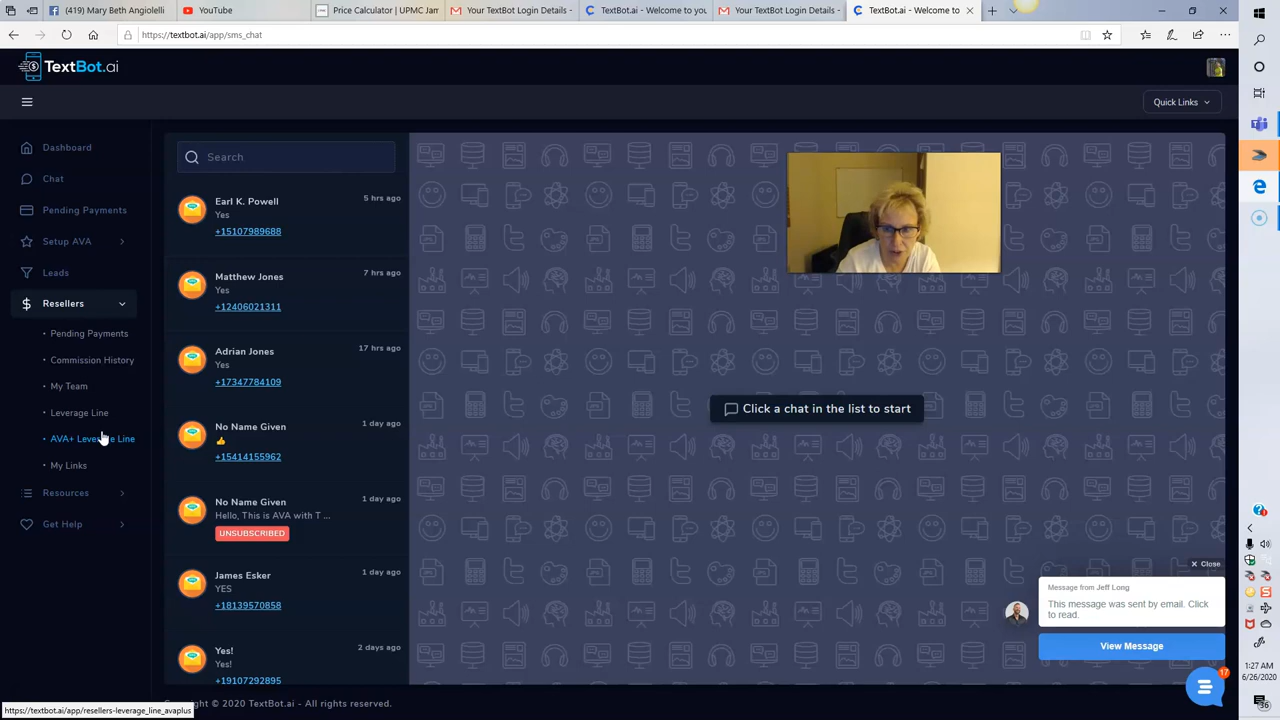 (419) Mary Beth Angiolelli
YouTube
Price Calculator | UPMC Jam
Your TextBot Login Details -
TextBot.ai - Welcome to you
Your TextBot Login Details -
TextBot.ai - Welcome to
https://textbot.ai/app/sms_chat
TextBot.ai
Quick Links
Dashboard
Chat
Pending Payments
Setup AVA
Leads
Resellers
Pending Payments
Commission History
My Team
Leverage Line
AVA+ Leverage Line
My Links
Resources
Get Help
Search
Earl K. Powell
5 hrs ago
Yes
+15107989688
Matthew Jones
7 hrs ago
Yes
+12406021311
Adrian Jones
17 hrs ago
Yes
+17347784109
No Name Given
1 day ago
👍
+15414155962
No Name Given
1 day ago
Hello, This is AVA with T ...
UNSUBSCRIBED
James Esker
1 day ago
YES
+18139570858
Yes!
2 days ago
Yes!
+19107292895
Click a chat in the list to start
× Close
Message from Jeff Long
This message was sent by email. Click
to read.
View Message
17
right © 2020 TextBot.ai - All rights reserved.
https://textbot.ai/app/resellers-leverage_line_avaplus
1:27 AM
6/26/2020
36